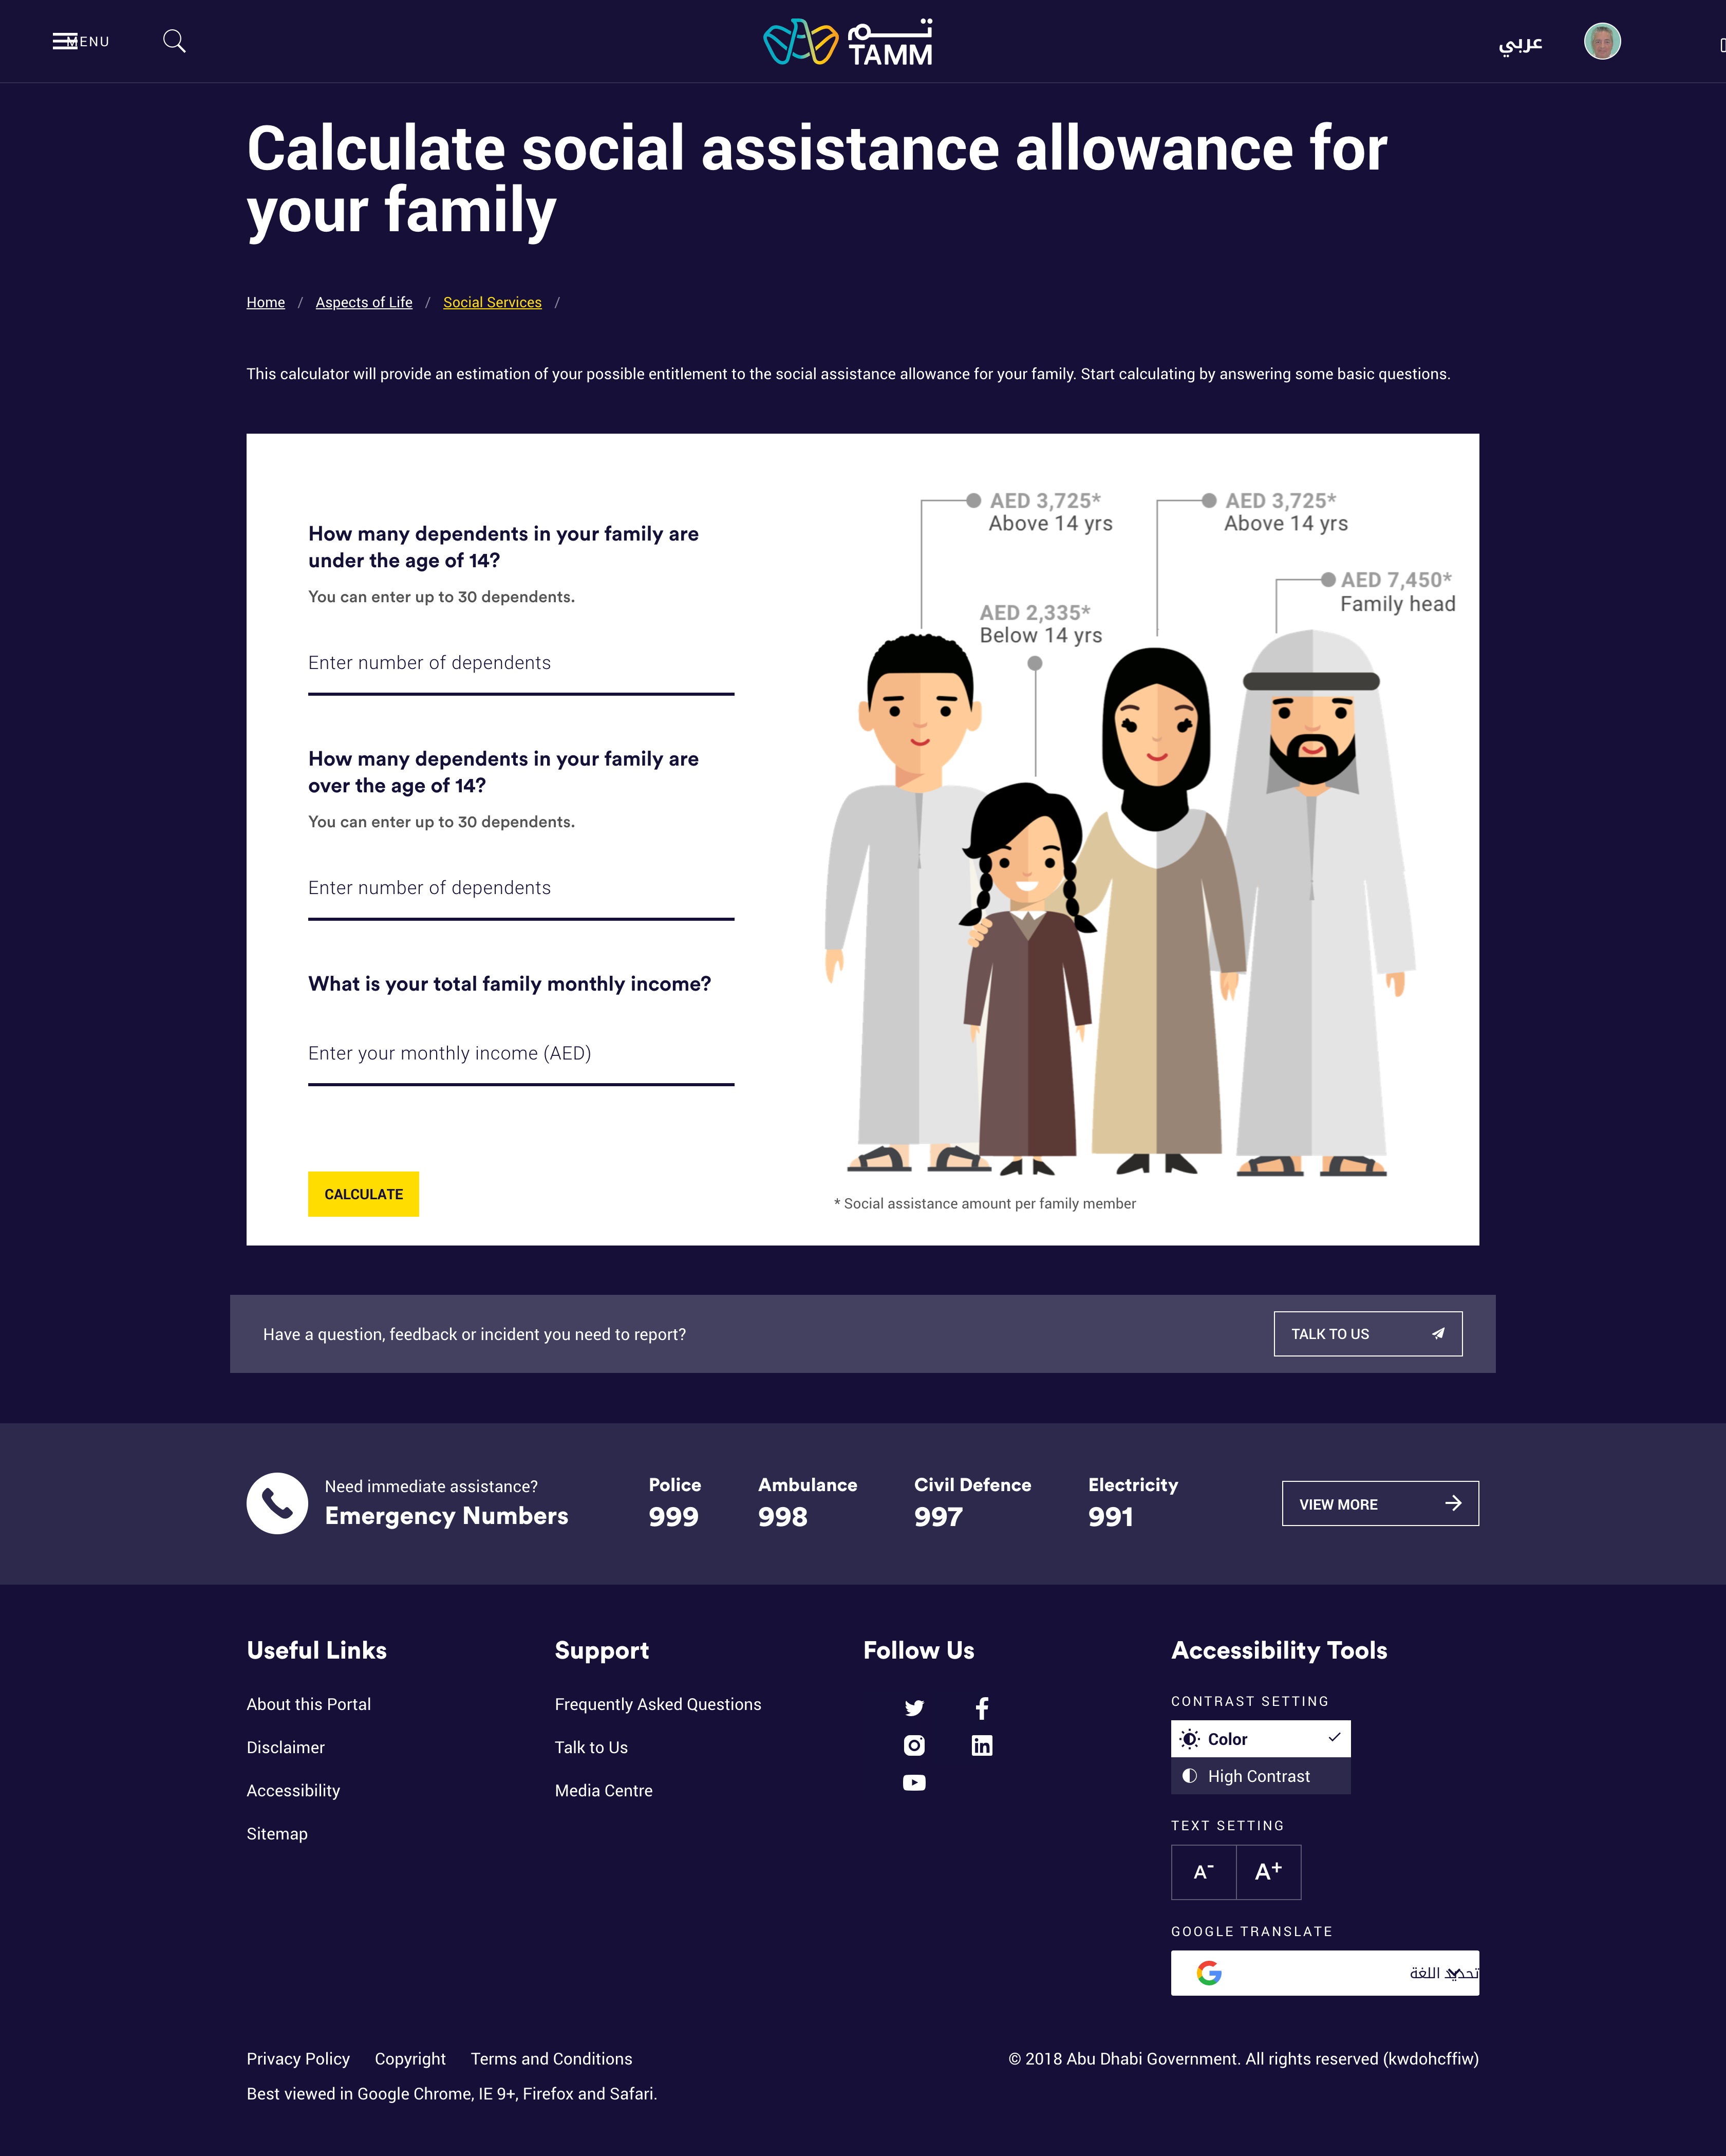 MENU
تـم
TAMM
عربي
Calculate social assistance allowance for
your family
Home / Aspects of Life / Social Services /
This calculator will provide an estimation of your possible entitlement to the social assistance allowance for your family. Start calculating by answering some basic questions.
How many dependents in your family are
under the age of 14?
You can enter up to 30 dependents.
Enter number of dependents
How many dependents in your family are
over the age of 14?
You can enter up to 30 dependents.
Enter number of dependents
What is your total family monthly income?
Enter your monthly income (AED)
CALCULATE
AED 3,725*
Above 14 yrs
AED 3,725*
Above 14 yrs
AED 7,450*
Family head
AED 2,335*
Below 14 yrs
* Social assistance amount per family member
Have a question, feedback or incident you need to report?
TALK TO US
Need immediate assistance?
Emergency Numbers
Police
999
Ambulance
998
Civil Defence
997
Electricity
991
VIEW MORE
Useful Links
About this Portal
Disclaimer
Accessibility
Sitemap
Support
Frequently Asked Questions
Talk to Us
Media Centre
Follow Us
Accessibility Tools
CONTRAST SETTING
Color
High Contrast
TEXT SETTING
A-
A+
GOOGLE TRANSLATE
تحديد اللغة
Privacy Policy Copyright Terms and Conditions
© 2018 Abu Dhabi Government. All rights reserved (kwdohcffiw)
Best viewed in Google Chrome, IE 9+, Firefox and Safari.